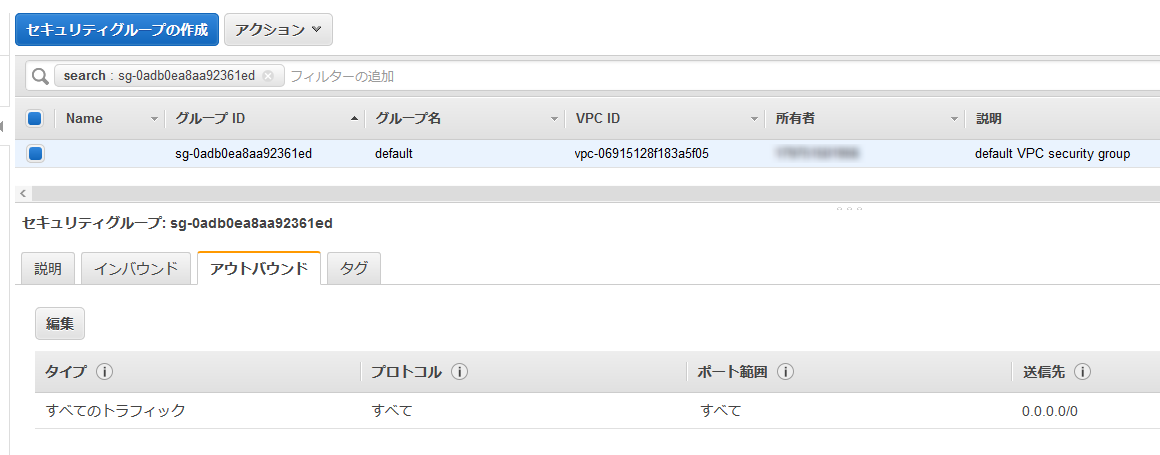 セキュリティグループの作成 アクション
search : sg-0adb0ea8aa92361ed フィルターの追加
Name グループ ID グループ名 VPC ID 所有者 説明
sg-0adb0ea8aa92361ed default vpc-06915128f183a5f05 default VPC security group
セキュリティグループ: sg-0adb0ea8aa92361ed
説明 インバウンド アウトバウンド タグ
編集
タイプ プロトコル ポート範囲 送信先
すべてのトラフィック すべて すべて 0.0.0.0/0